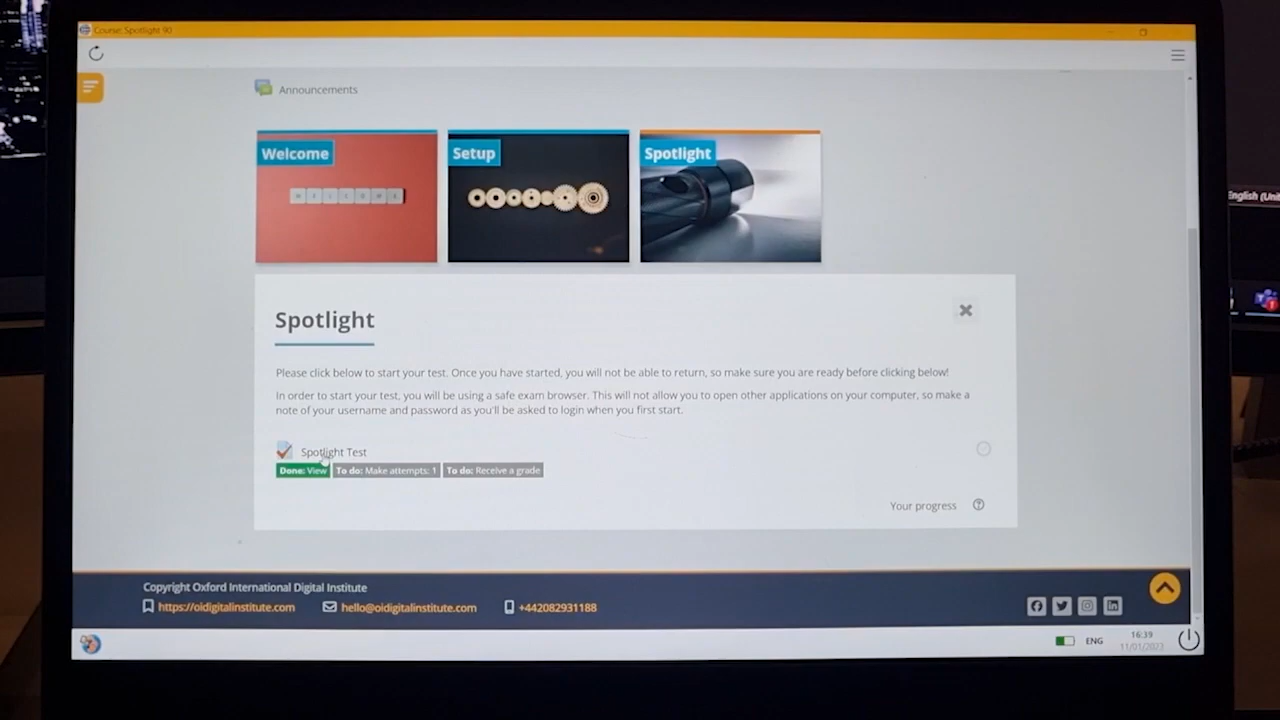 Course: Spotlight 90
Announcements
Welcome
Setup
Spotlight
WELCOME
English (Uni
Spotlight
Please click below to start your test. Once you have started, you will not be able to return, so make sure you are ready before clicking below!
In order to start your test, you will be using a safe exam browser. This will not allow you to open other applications on your computer, so make a
note of your username and password as you'll be asked to login when you first start.
Spotlight Test
Done: View To do: Make attempts: 1 To do: Receive a grade
Your progress
Copyright Oxford International Digital Institute
https://oidigitalinstitute.com hello@oidigitalinstitute.com +442082931188
ENG
16:39
11/01/2023